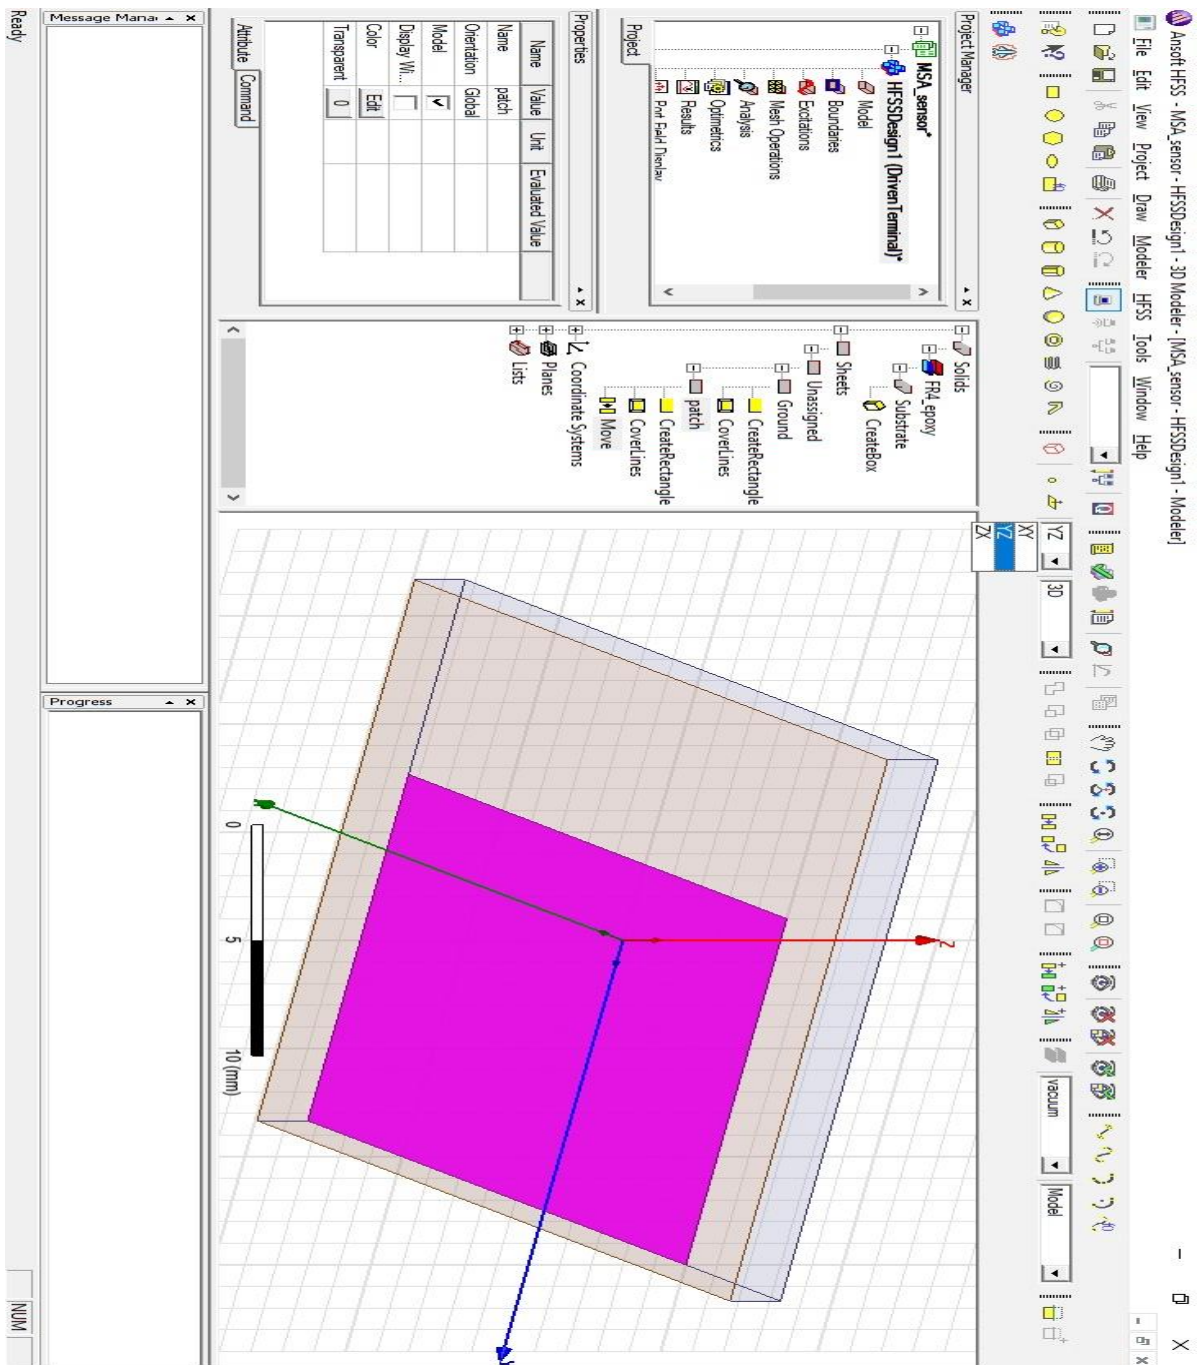 Ansoft HFSS - MSA_sensor - HFSSDesign1 - 3D Modeler - [MSA_sensor - HFSSDesign1 - Modeler]
File Edit View Project Draw Modeler HFSS Tools Window Help
YZ 3D vacuum Model
XY
YZ
ZX
Project Manager
MSA_sensor*
HFSSDesign1 (DrivenTerminal)*
Model
Boundaries
Excitations
Mesh Operations
Analysis
Optimetrics
Results
Port Field Display
Project
Properties
Name Value Unit Evaluated Value
Name patch
Orientation Global
Model
Display Wi...
Color Edit
Transparent 0
Attribute Command
Solids
FR4_epoxy
Substrate
CreateBox
Sheets
Unassigned
Ground
CreateRectangle
CoverLines
patch
CreateRectangle
CoverLines
Move
Coordinate Systems
Planes
Lists
Z
0 5 10 (mm)
Message Mana
Progress
Ready
NUM